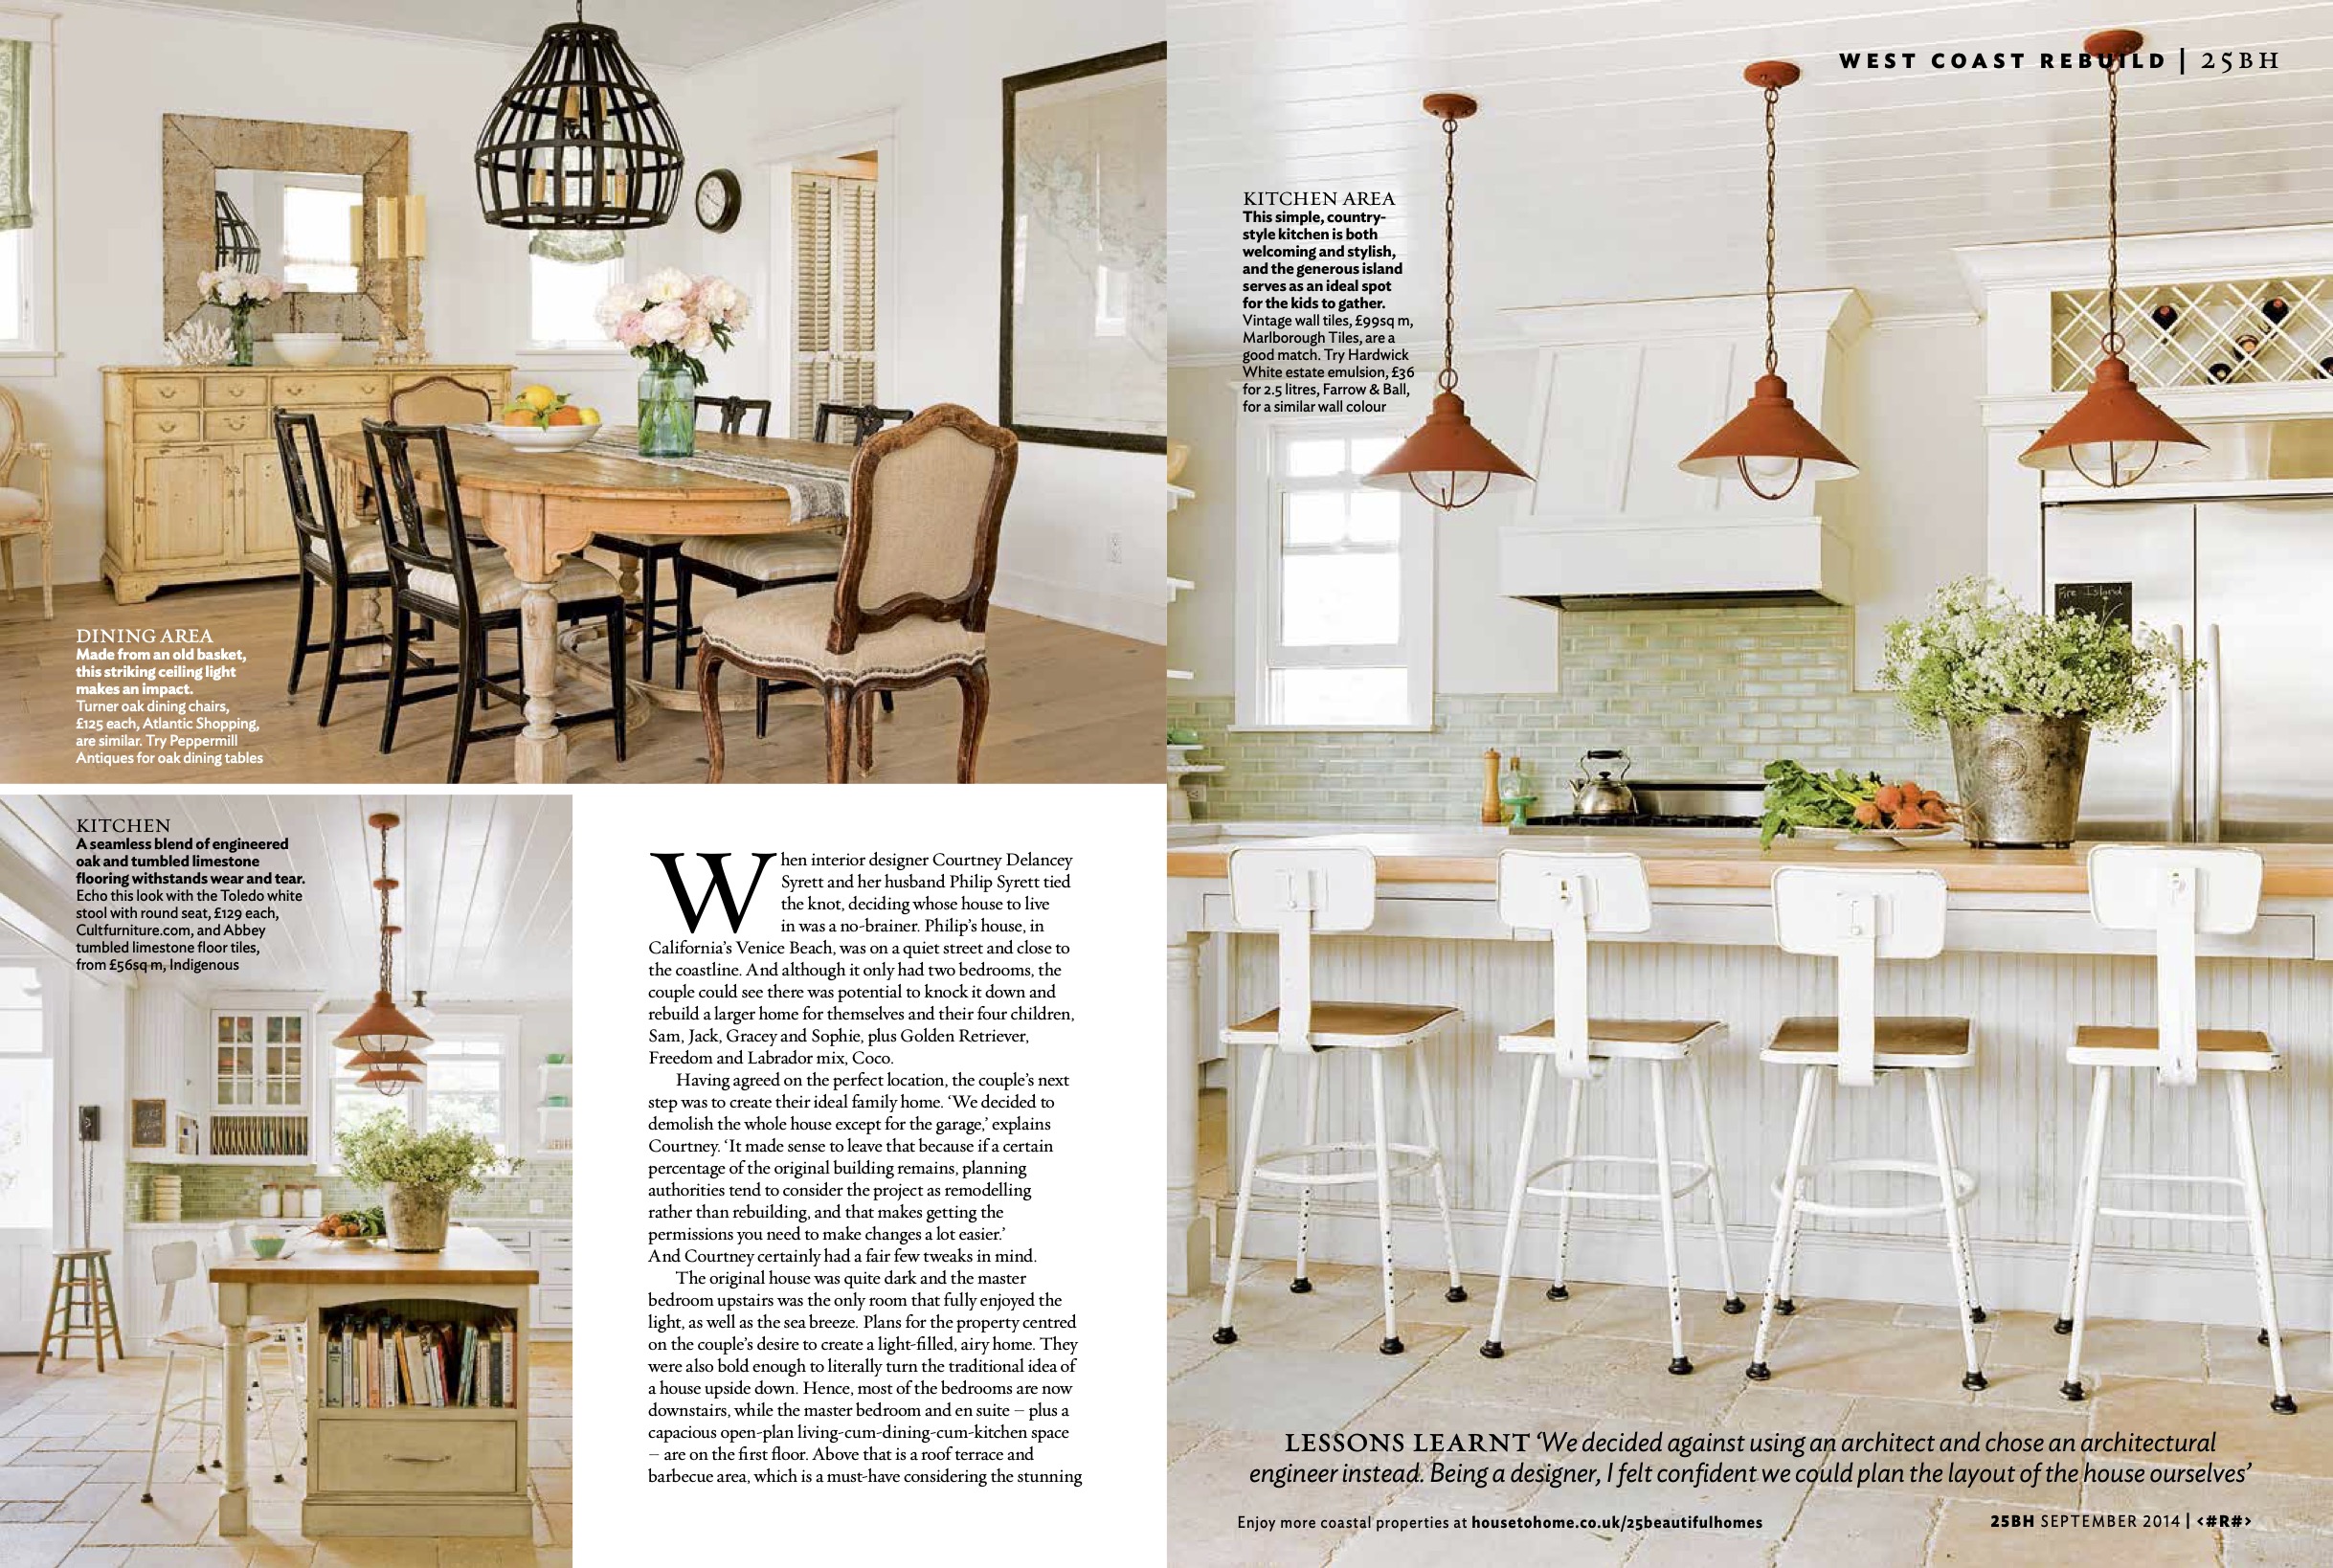 DINING AREA
Made from an old basket,
this striking ceiling light
makes an impact.
Turner oak dining chairs,
£125 each, Atlantic Shopping,
are similar. Try Peppermill
Antiques for oak dining tables
KITCHEN
A seamless blend of engineered
oak and tumbled limestone
flooring withstands wear and tear.
Echo this look with the Toledo white
stool with round seat, £129 each,
Cultfurniture.com, and Abbey
tumbled limestone floor tiles,
from £56sq m, Indigenous
When interior designer Courtney Delancey
Syrett and her husband Philip Syrett tied
the knot, deciding whose house to live
in was a no-brainer. Philip's house, in
California's Venice Beach, was on a quiet street and close to
the coastline. And although it only had two bedrooms, the
couple could see there was potential to knock it down and
rebuild a larger home for themselves and their four children,
Sam, Jack, Gracey and Sophie, plus Golden Retriever,
Freedom and Labrador mix, Coco.
Having agreed on the perfect location, the couple's next
step was to create their ideal family home. 'We decided to
demolish the whole house except for the garage,' explains
Courtney. 'It made sense to leave that because if a certain
percentage of the original building remains, planning
authorities tend to consider the project as remodelling
rather than rebuilding, and that makes getting the
permissions you need to make changes a lot easier.'
And Courtney certainly had a fair few tweaks in mind.
The original house was quite dark and the master
bedroom upstairs was the only room that fully enjoyed the
light, as well as the sea breeze. Plans for the property centred
on the couple's desire to create a light-filled, airy home. They
were also bold enough to literally turn the traditional idea of
a house upside down. Hence, most of the bedrooms are now
downstairs, while the master bedroom and en suite – plus a
capacious open-plan living-cum-dining-cum-kitchen space
– are on the first floor. Above that is a roof terrace and
barbecue area, which is a must-have considering the stunning
WEST COAST REBUILD | 25BH
KITCHEN AREA
This simple, country-
style kitchen is both
welcoming and stylish,
and the generous island
serves as an ideal spot
for the kids to gather.
Vintage wall tiles, £99sq m,
Marlborough Tiles, are a
good match. Try Hardwick
White estate emulsion, £36
for 2.5 litres, Farrow & Ball,
for a similar wall colour
Fire Island
LESSONS LEARNT 'We decided against using an architect and chose an architectural
engineer instead. Being a designer, I felt confident we could plan the layout of the house ourselves'
Enjoy more coastal properties at housetohome.co.uk/25beautifulhomes
25BH SEPTEMBER 2014 | <#R#>